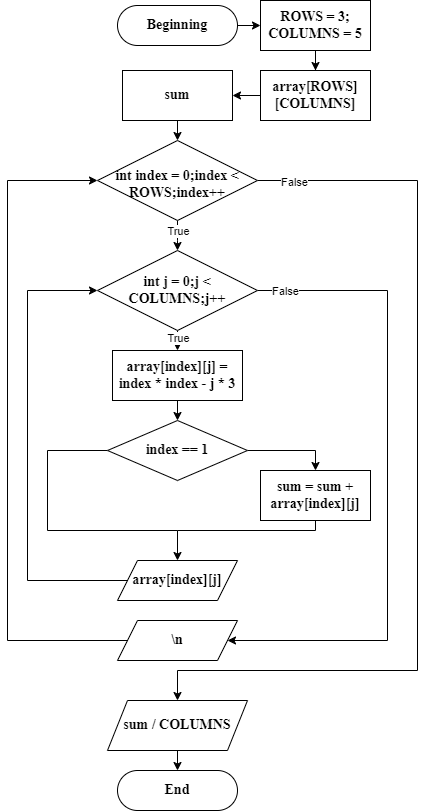 Beginning
ROWS = 3;
COLUMNS = 5
array[ROWS]
[COLUMNS]
sum
int index = 0;index <
ROWS;index++
False
True
int j = 0;j <
COLUMNS;j++
False
True
array[index][j] =
index * index - j * 3
index == 1
sum = sum +
array[index][j]
array[index][j]
\n
sum / COLUMNS
End